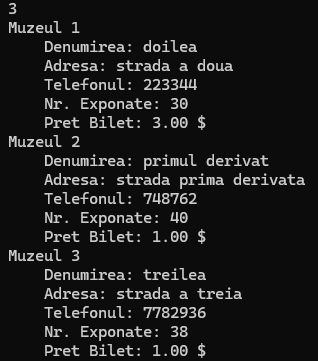 3
Muzeul 1
    Denumirea: doilea
    Adresa: strada a doua
    Telefonul: 223344
    Nr. Exponate: 30
    Pret Bilet: 3.00 $
Muzeul 2
    Denumirea: primul derivat
    Adresa: strada prima derivata
    Telefonul: 748762
    Nr. Exponate: 40
    Pret Bilet: 1.00 $
Muzeul 3
    Denumirea: treilea
    Adresa: strada a treia
    Telefonul: 7782936
    Nr. Exponate: 38
    Pret Bilet: 1.00 $